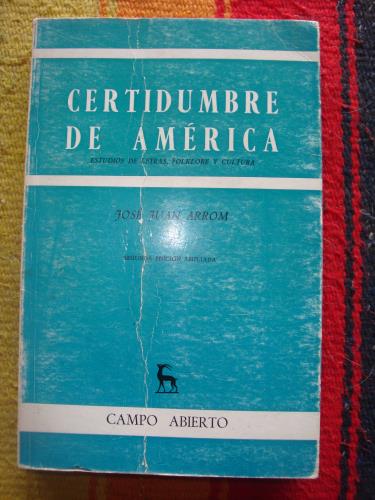 CERTIDUMBRE
DE AMÉRICA
ESTUDIOS DE LETRAS, FOLKLORE Y CULTURA
JOSÉ JUAN ARROM
SEGUNDA EDICIÓN AMPLIADA
CAMPO ABIERTO